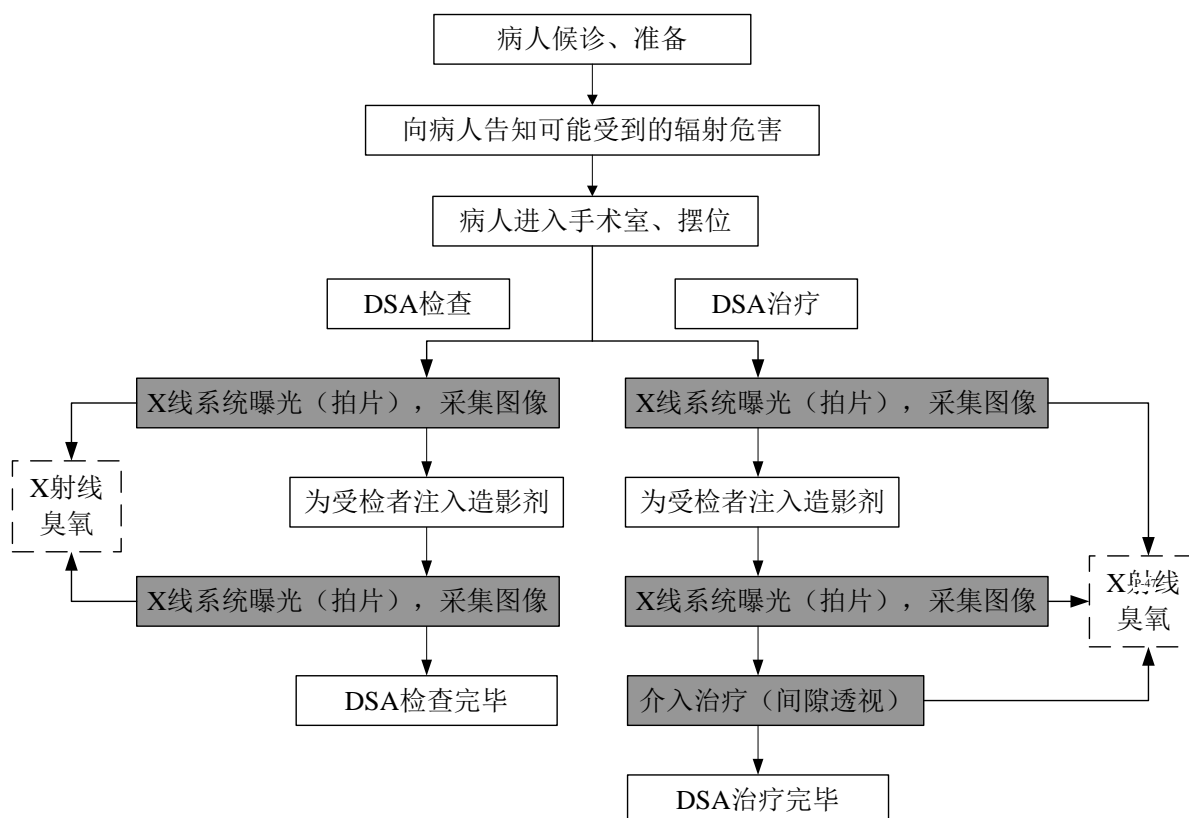 病人候诊、准备
向病人告知可能受到的辐射危害
病人进入手术室、摆位
DSA检查
DSA治疗
X线系统曝光（拍片），采集图像
X线系统曝光（拍片），采集图像
X射线
臭氧
为受检者注入造影剂
为受检者注入造影剂
X线系统曝光（拍片），采集图像
X线系统曝光（拍片），采集图像
X射线
臭氧
DSA检查完毕
介入治疗（间隙透视）
DSA治疗完毕